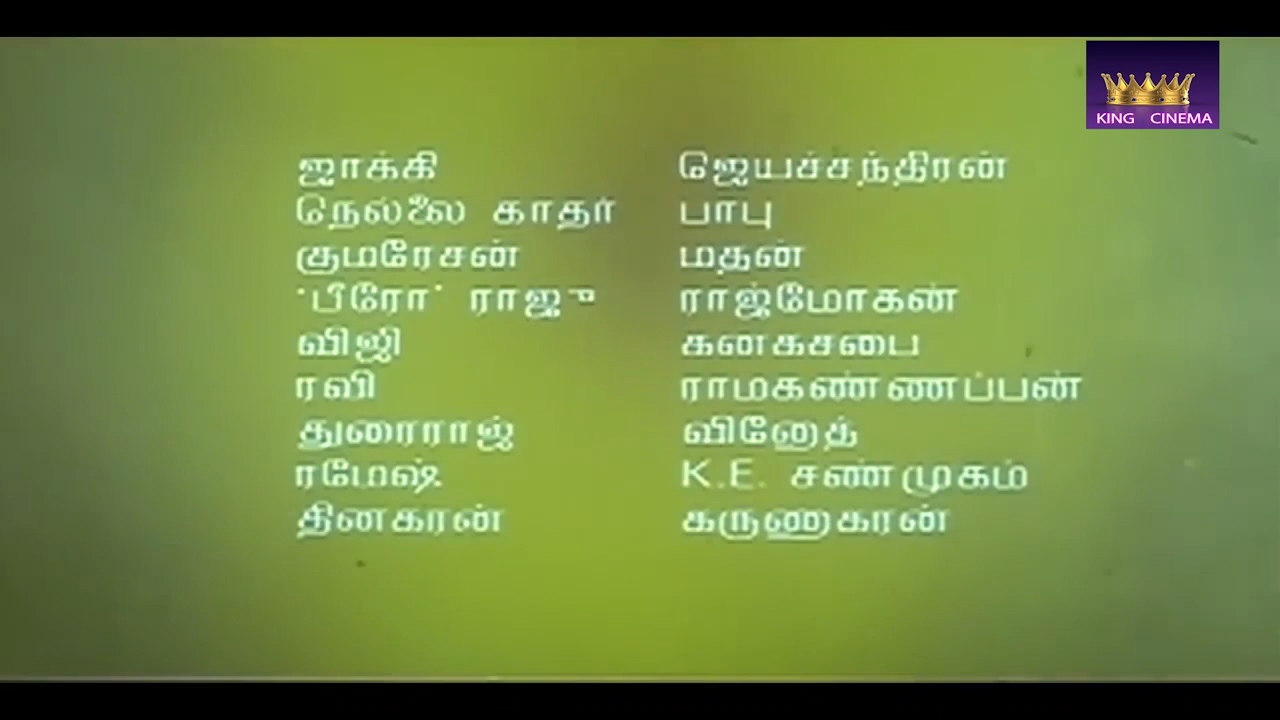 KING CINEMA
ஜாக்கி ஜெயச்சந்திரன்
நெல்லை காதர் பாபு
குமரேசன் மதன்
'பீரோ' ராஜு மோகன்
விஜி கனகசபை
ரவி ராமகண்ணப்பன்
துரைராஜ் வினோத்
ரமேஷ் K.E. சண்முகம்
தினகரன் கருணாகரன்